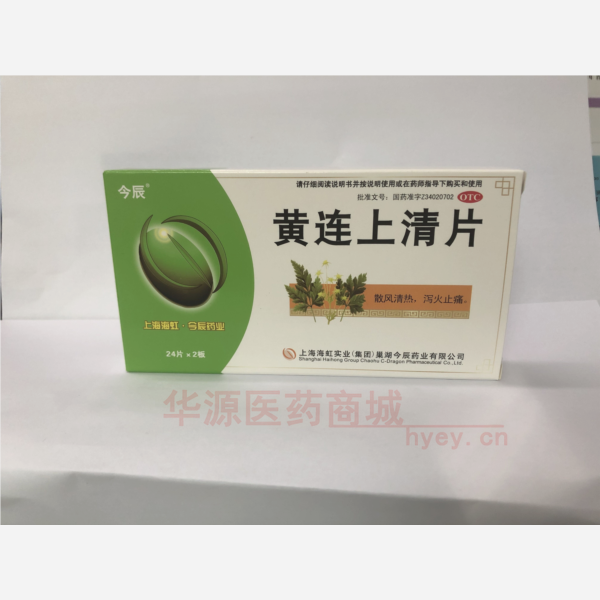 今辰®
请仔细阅读说明书并按说明使用或在药师指导下购买和使用
批准文号：国药准字Z34020702 OTC
黄连上清片
散风清热，泻火止痛。
上海海虹·今辰药业
24片×2板
上海海虹实业(集团)巢湖今辰药业有限公司
Shanghai Haihong Group Chaohu C-Dragon Pharmaceutical Co.,Ltd.
华源医药商城
hyey.cn